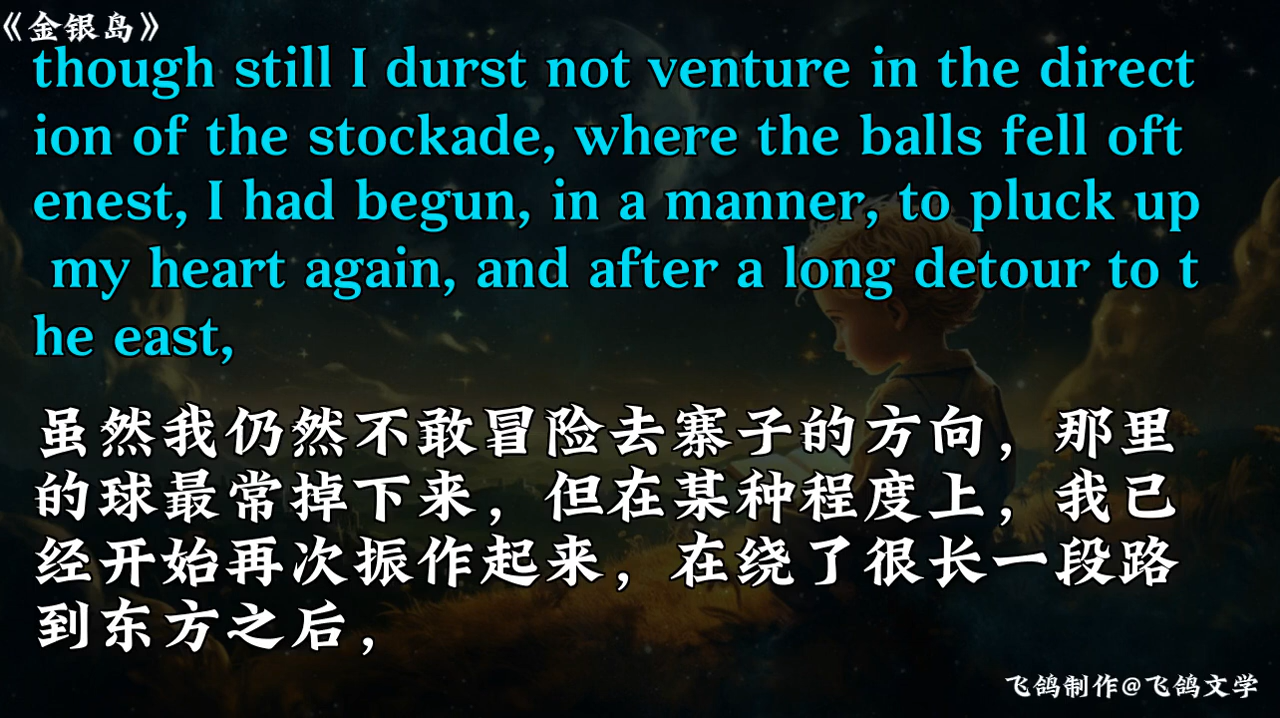 《金银岛》
though still I durst not venture in the direct
ion of the stockade, where the balls fell oft
enest, I had begun, in a manner, to pluck up
my heart again, and after a long detour to t
he east,
虽然我仍然不敢冒险去寨子的方向，那里
的球最常掉下来，但在某种程度上，我已
经开始再次振作起来，在绕了很长一段路
到东方之后，
飞鸽制作@飞鸽文学